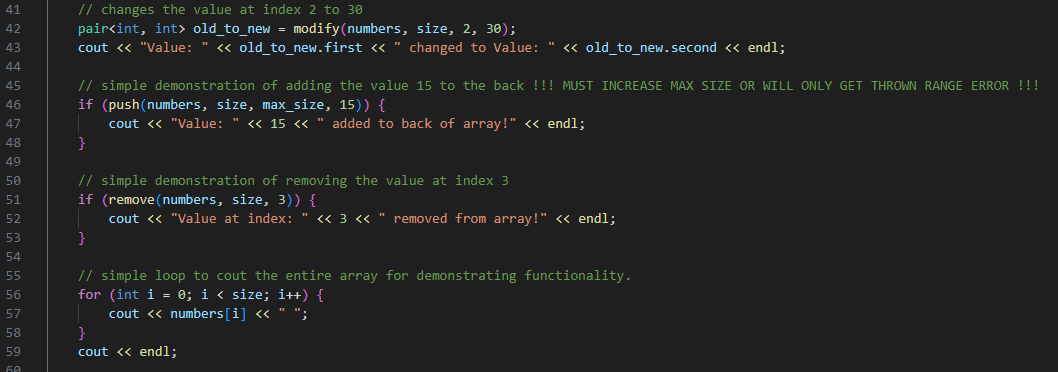 41 // changes the value at index 2 to 30
42 pair<int, int> old_to_new = modify(numbers, size, 2, 30);
43 cout << "Value: " << old_to_new.first << " changed to Value: " << old_to_new.second << endl;
44
45 // simple demonstration of adding the value 15 to the back !!! MUST INCREASE MAX SIZE OR WILL ONLY GET THROWN RANGE ERROR !!!
46 if (push(numbers, size, max_size, 15)) {
47 cout << "Value: " << 15 << " added to back of array!" << endl;
48 }
49
50 // simple demonstration of removing the value at index 3
51 if (remove(numbers, size, 3)) {
52 cout << "Value at index: " << 3 << " removed from array!" << endl;
53 }
54
55 // simple loop to cout the entire array for demonstrating functionality.
56 for (int i = 0; i < size; i++) {
57 cout << numbers[i] << " ";
58 }
59 cout << endl;
60